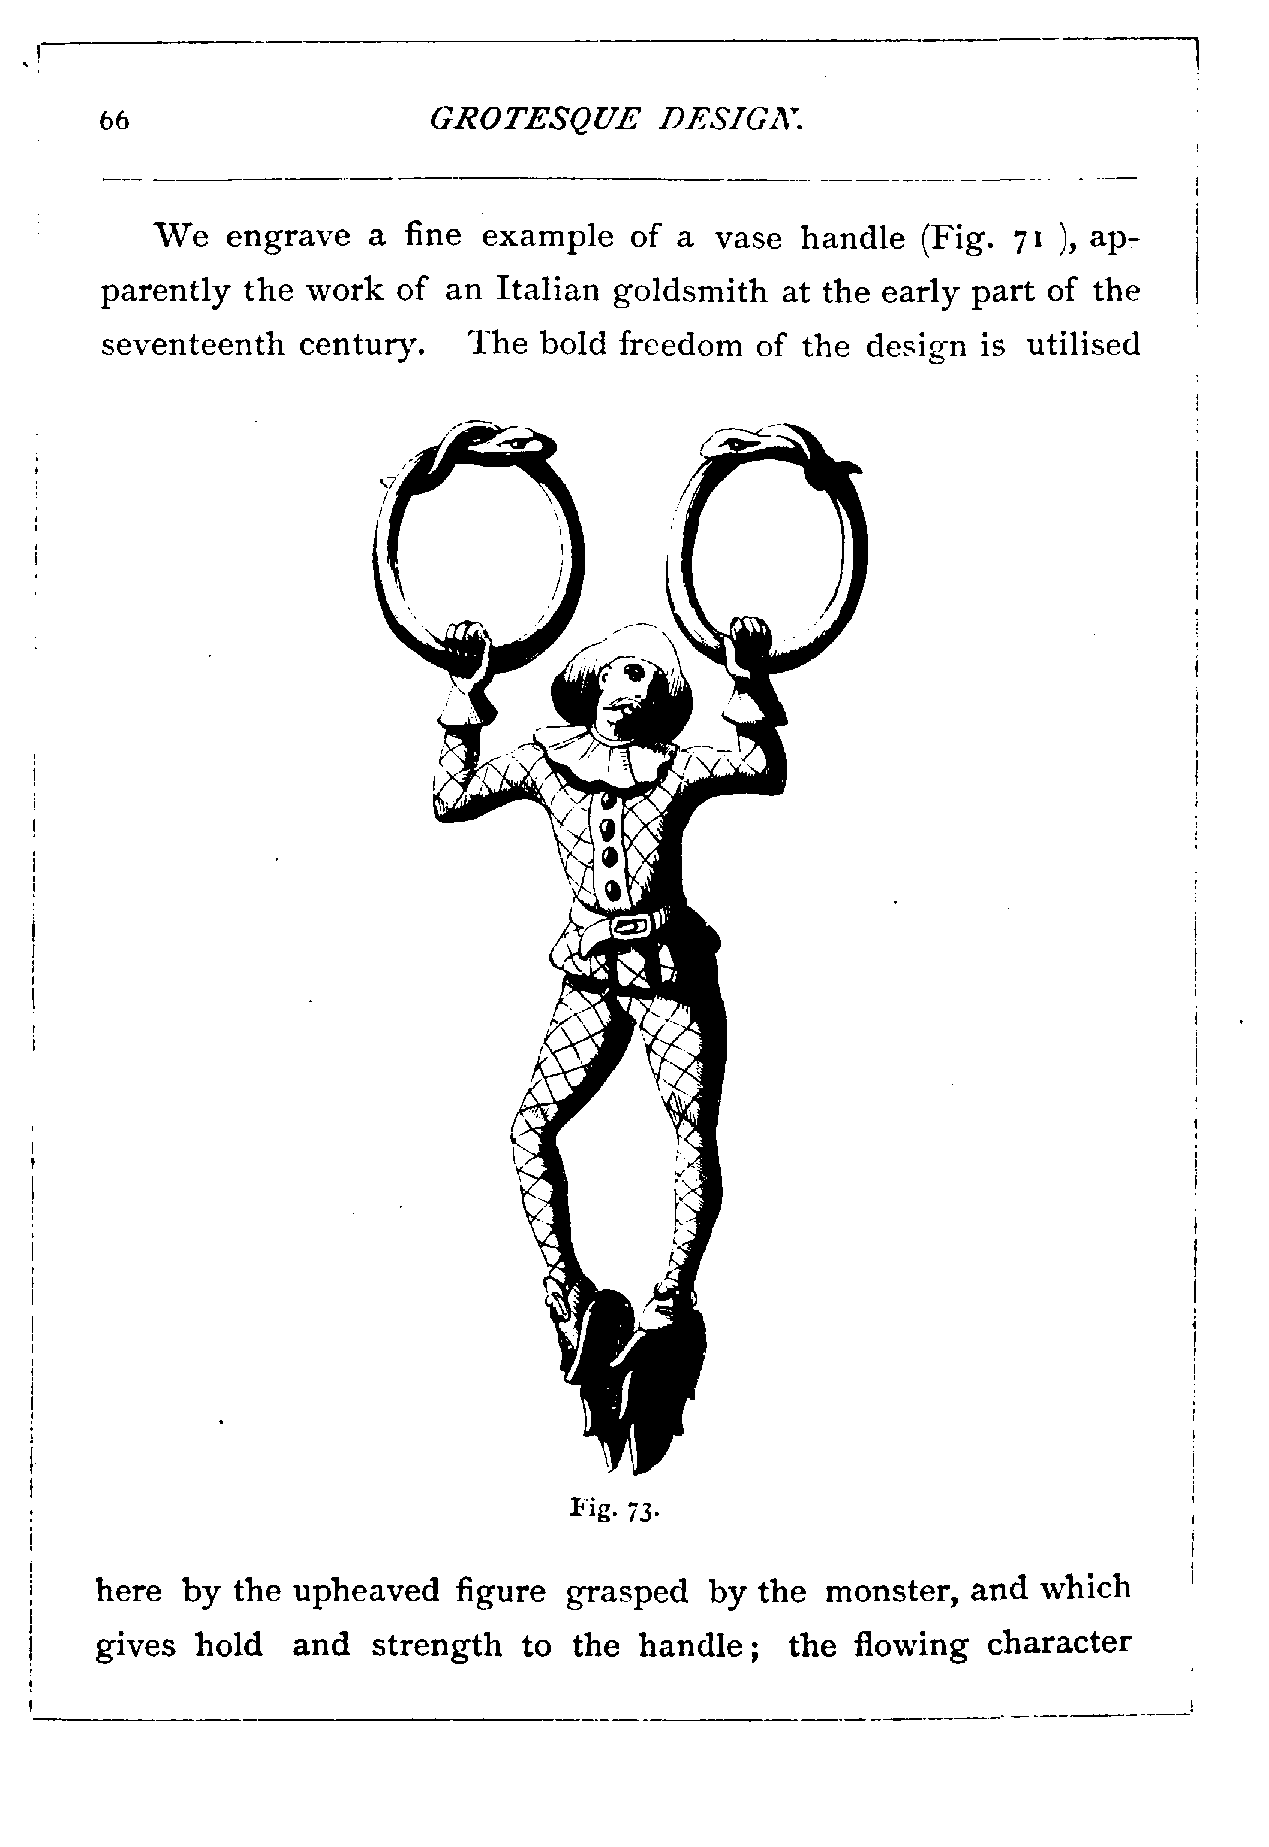 66 GROTESQUE DESIGN.
We engrave a fine example of a vase handle (Fig. 71 ), ap-
parently the work of an Italian goldsmith at the early part of the
seventeenth century. The bold freedom of the design is utilised
Fig. 73.
here by the upheaved figure grasped by the monster, and which
gives hold and strength to the handle; the flowing character